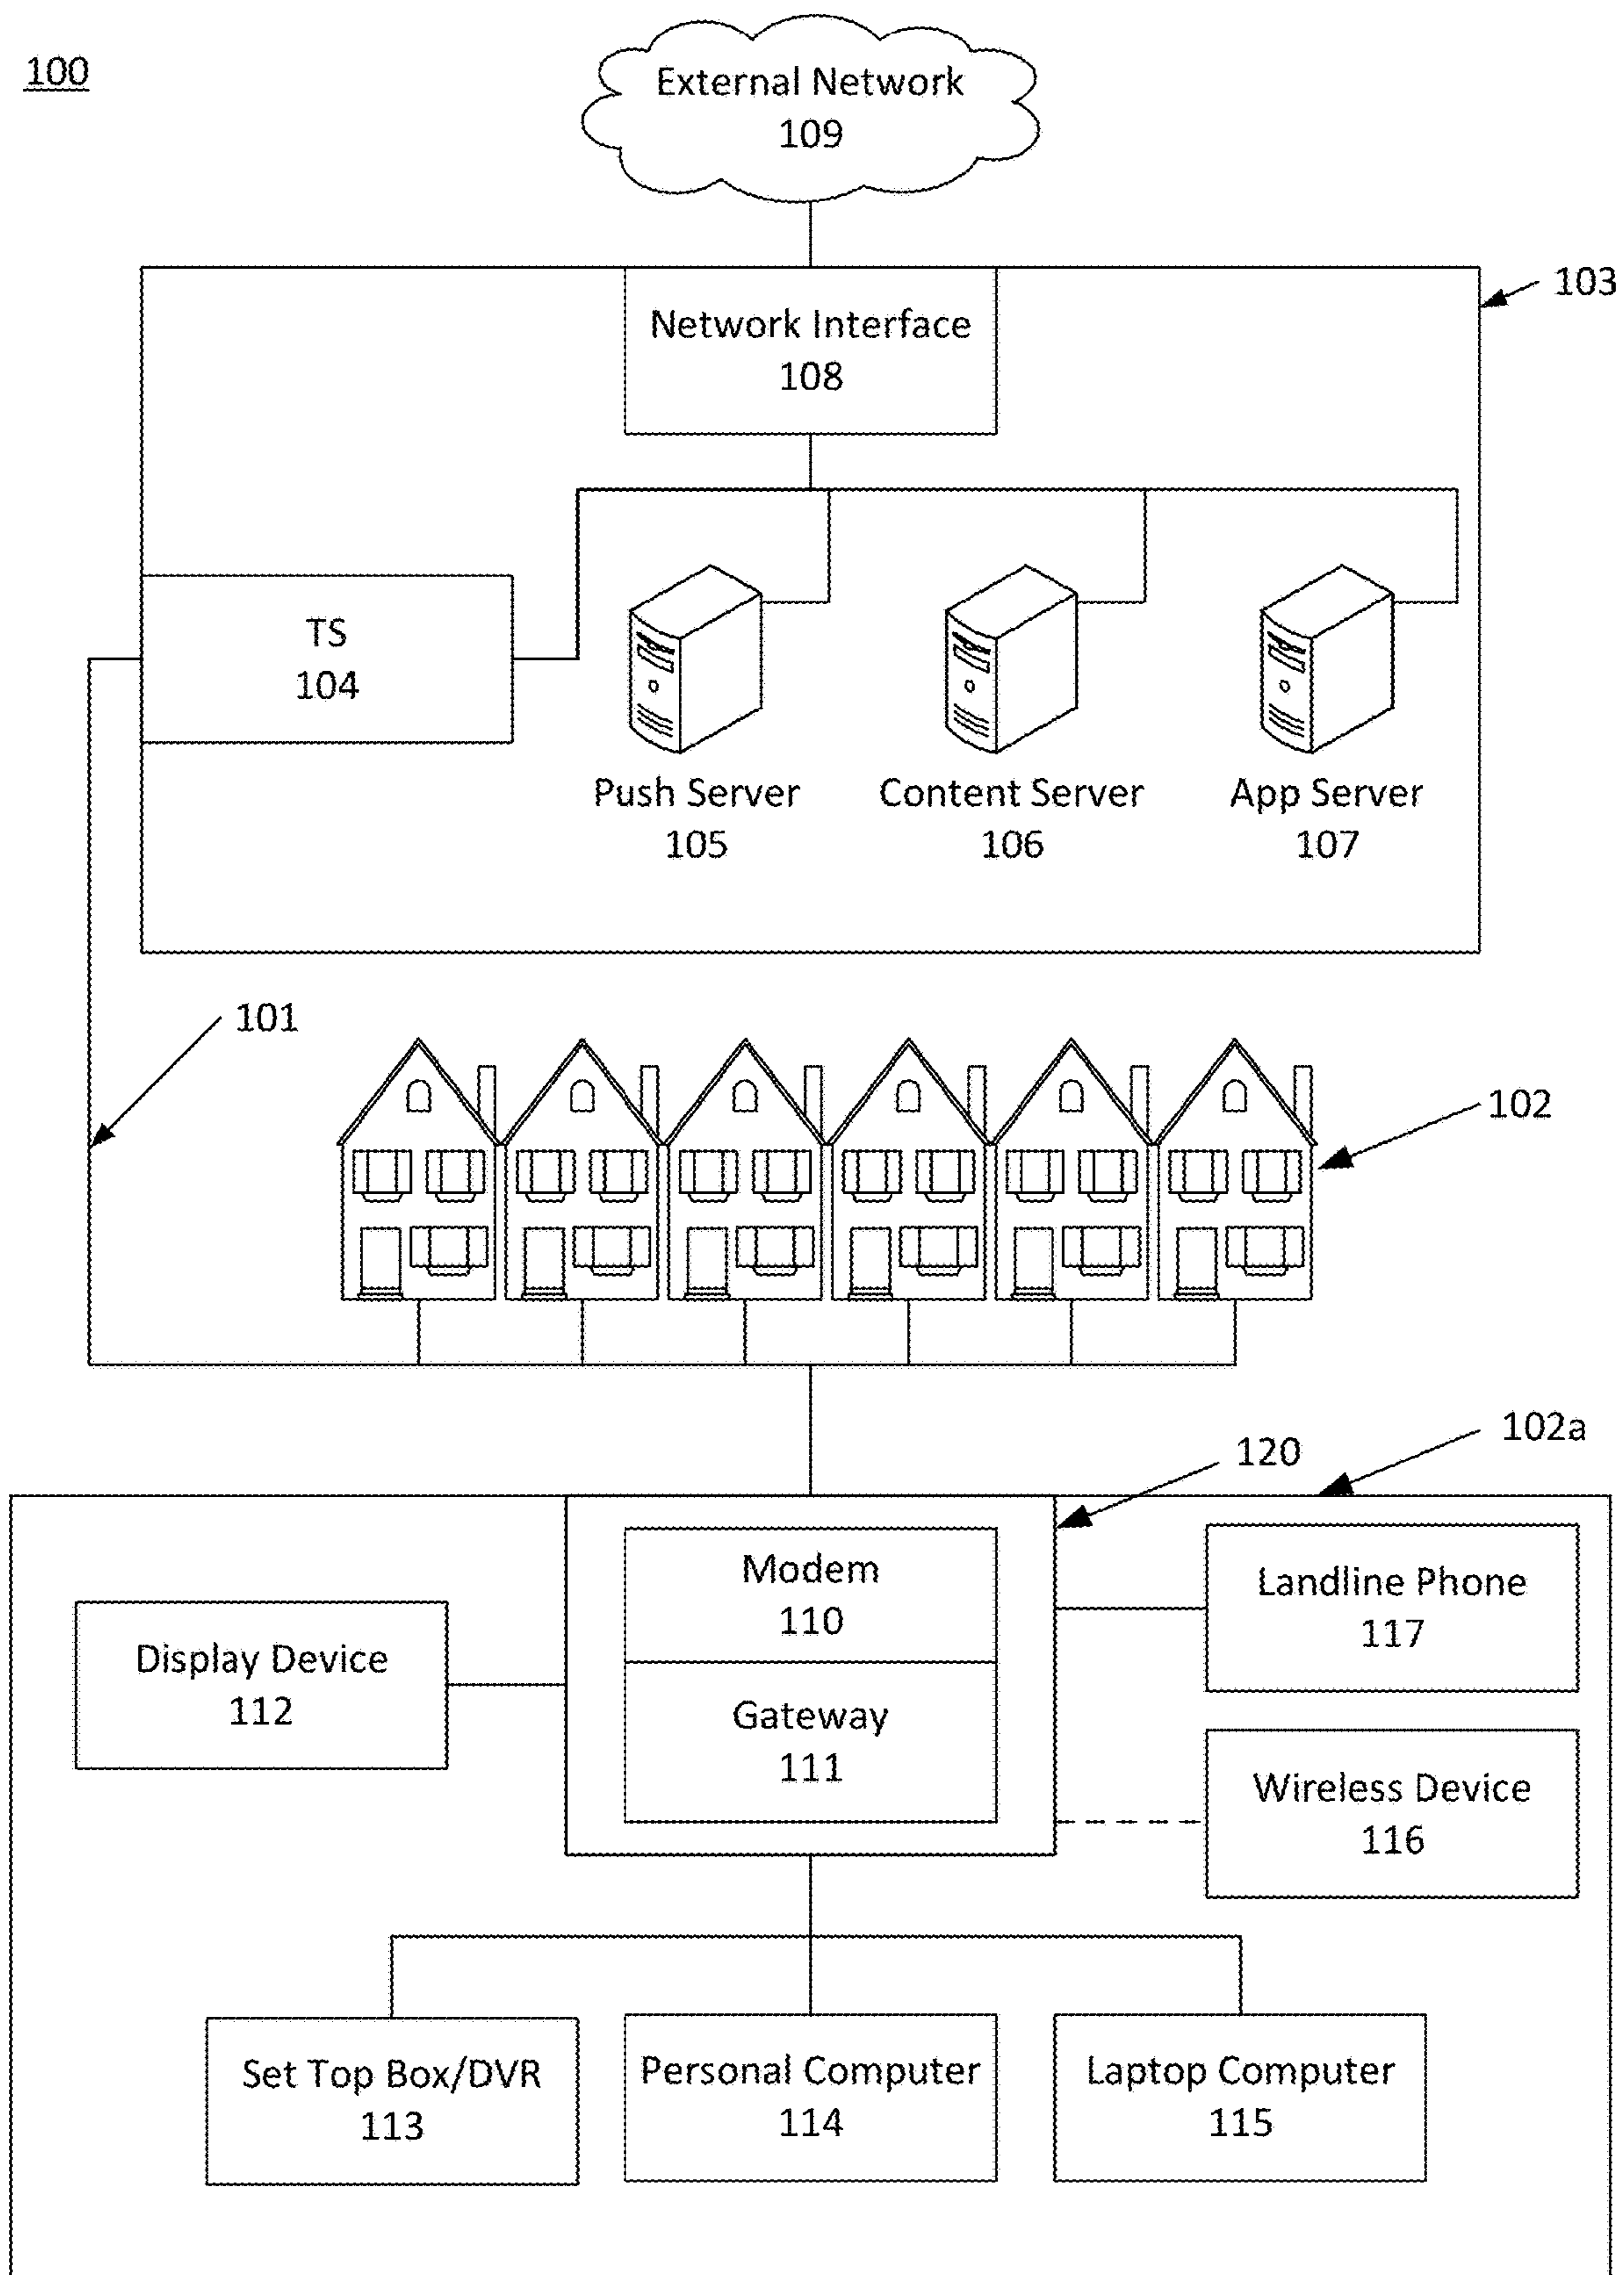 100
External Network
109
103
Network Interface
108
TS
104
Push Server
105
Content Server
106
App Server
107
101
102
102a
120
Modem
110
Landline Phone
117
Display Device
112
Gateway
111
Wireless Device
116
Set Top Box/DVR
113
Personal Computer
114
Laptop Computer
115